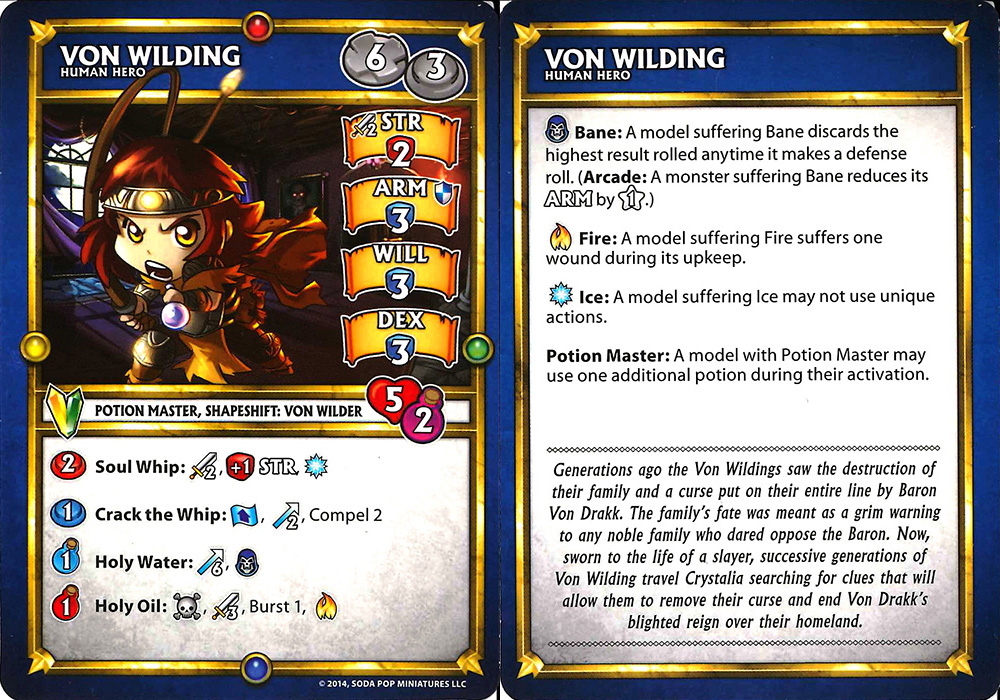 VON WILDING
HUMAN HERO
6
3
2 STR
2
ARM
3
WILL
3
DEX
3
POTION MASTER, SHAPESHIFT: VON WILDER
5
2
2 Soul Whip: 2, +1 STR
1 Crack the Whip: , 2, Compel 2
1 Holy Water: 6,
1 Holy Oil: , 3, Burst 1,
© 2014, SODA POP MINIATURES LLC
VON WILDING
HUMAN HERO
Bane: A model suffering Bane discards the
highest result rolled anytime it makes a defense
roll. (Arcade: A monster suffering Bane reduces its
ARM by 1.)
Fire: A model suffering Fire suffers one
wound during its upkeep.
Ice: A model suffering Ice may not use unique
actions.
Potion Master: A model with Potion Master may
use one additional potion during their activation.
Generations ago the Von Wildings saw the destruction of
their family and a curse put on their entire line by Baron
Von Drakk. The family's fate was meant as a grim warning
to any noble family who dared oppose the Baron. Now,
sworn to the life of a slayer, successive generations of
Von Wilding travel Crystalia searching for clues that will
allow them to remove their curse and end Von Drakk's
blighted reign over their homeland.